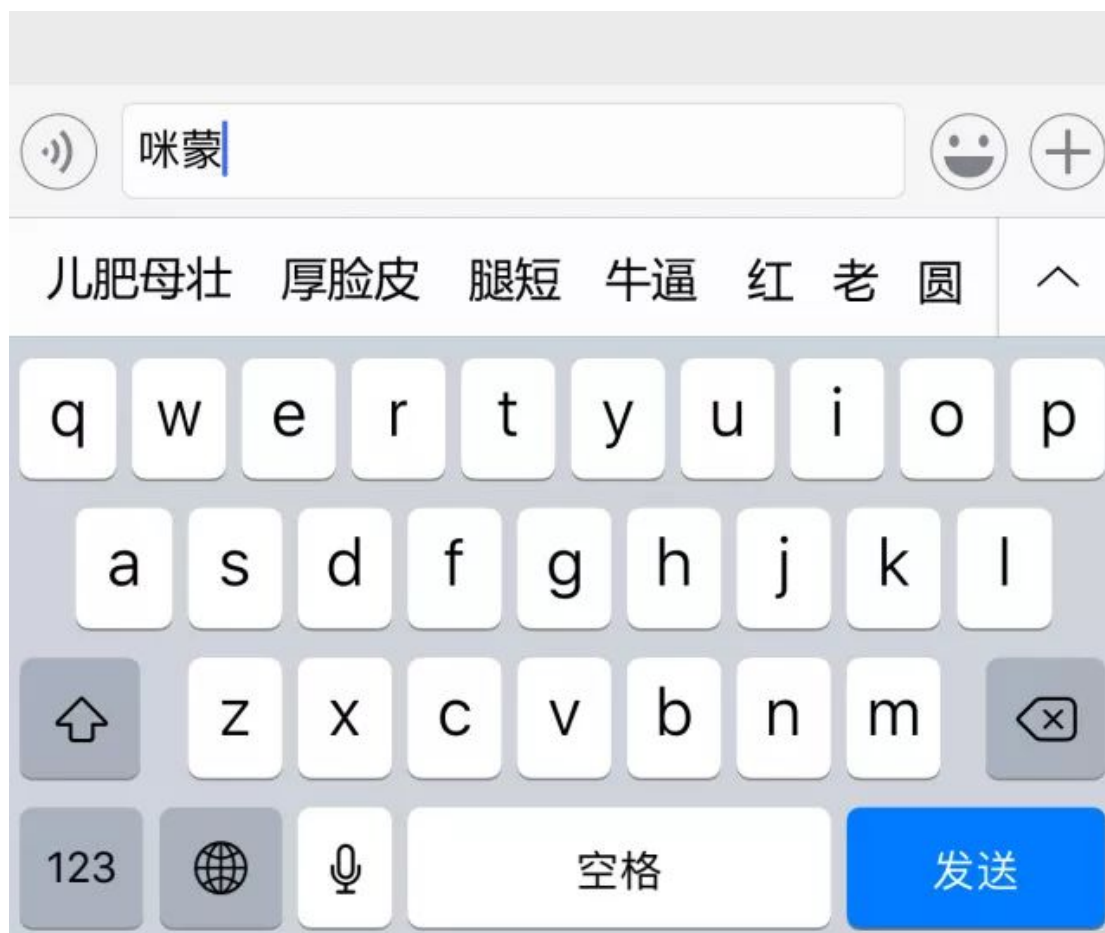 咪蒙
儿肥母壮 厚脸皮 腿短 牛逼 红 老 圆
q w e r t y u i o p
a s d f g h j k l
z x c v b n m
123 空格 发送